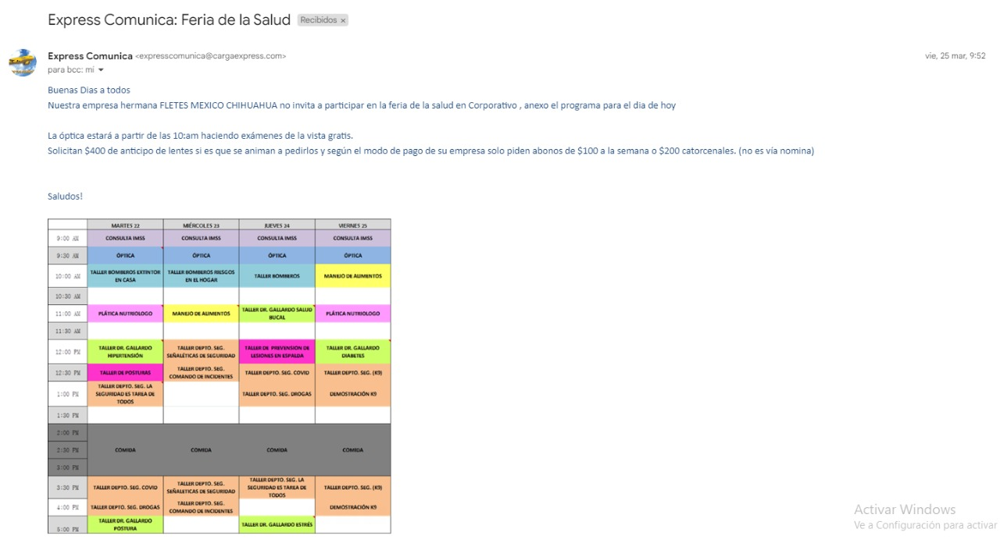 Express Comunica: Feria de la Salud Recibidos ×
Express Comunica <expresscomunica@cargaexpress.com> vie, 25 mar, 9:52
para bcc: mí
Buenas Dias a todos
Nuestra empresa hermana FLETES MEXICO CHIHUAHUA no invita a participar en la feria de la salud en Corporativo , anexo el programa para el dia de hoy
La óptica estará a partir de las 10:am haciendo exámenes de la vista gratis.
Solicitan $400 de anticipo de lentes si es que se animan a pedirlos y según el modo de pago de su empresa solo piden abonos de $100 a la semana o $200 catorcenales. (no es vía nomina)
Saludos!
MARTES 22 MIÉRCOLES 23 JUEVES 24 VIERNES 25
9:00 AM CONSULTA IMSS CONSULTA IMSS CONSULTA IMSS CONSULTA IMSS
9:30 AM ÓPTICA ÓPTICA ÓPTICA ÓPTICA
10:00 AM TALLER BOMBEROS EXTINTOR EN CASA TALLER BOMBEROS RIESGOS EN EL HOGAR TALLER BOMBEROS MANEJO DE ALIMENTOS
10:30 AM
11:00 AM PLÁTICA NUTRIÓLOGO MANEJO DE ALIMENTOS TALLER DR. GALLARDO SALUD BUCAL PLÁTICA NUTRIOLOGO
11:30 AM
12:00 PM TALLER DR. GALLARDO HIPERTENSIÓN TALLER DEPTO. SEG. SEÑALÉTICAS DE SEGURIDAD TALLER DE PREVENSIÓN DE LESIONES EN ESPALDA TALLER DR. GALLARDO DIABETES
12:30 PM TALLER DE POSTURAS TALLER DEPTO. SEG. COMANDO DE INCIDENTES TALLER DEPTO. SEG. COVID TALLER DEPTO. SEG. (K9)
1:00 PM TALLER DEPTO. SEG. LA SEGURIDAD ES TAREA DE TODOS TALLER DEPTO. SEG. DROGAS DEMOSTRACIÓN K9
1:30 PM
2:00 PM
2:30 PM COMIDA COMIDA COMIDA COMIDA
3:00 PM
3:30 PM TALLER DEPTO. SEG. COVID TALLER DEPTO. SEG. SEÑALETICAS DE SEGURIDAD TALLER DEPTO. SEG. LA SEGURIDAD ES TAREA DE TODOS TALLER DEPTO. SEG. (K9)
4:00 PM TALLER DEPTO. SEG. DROGAS TALLER DEPTO. SEG. COMANDO DE INCIDENTES DEMOSTRACIÓN K9
5:00 PM TALLER DR. GALLARDO POSTURA TALLER DR. GALLARDO ESTRÉS
Activar Windows
Ve a Configuración para activar